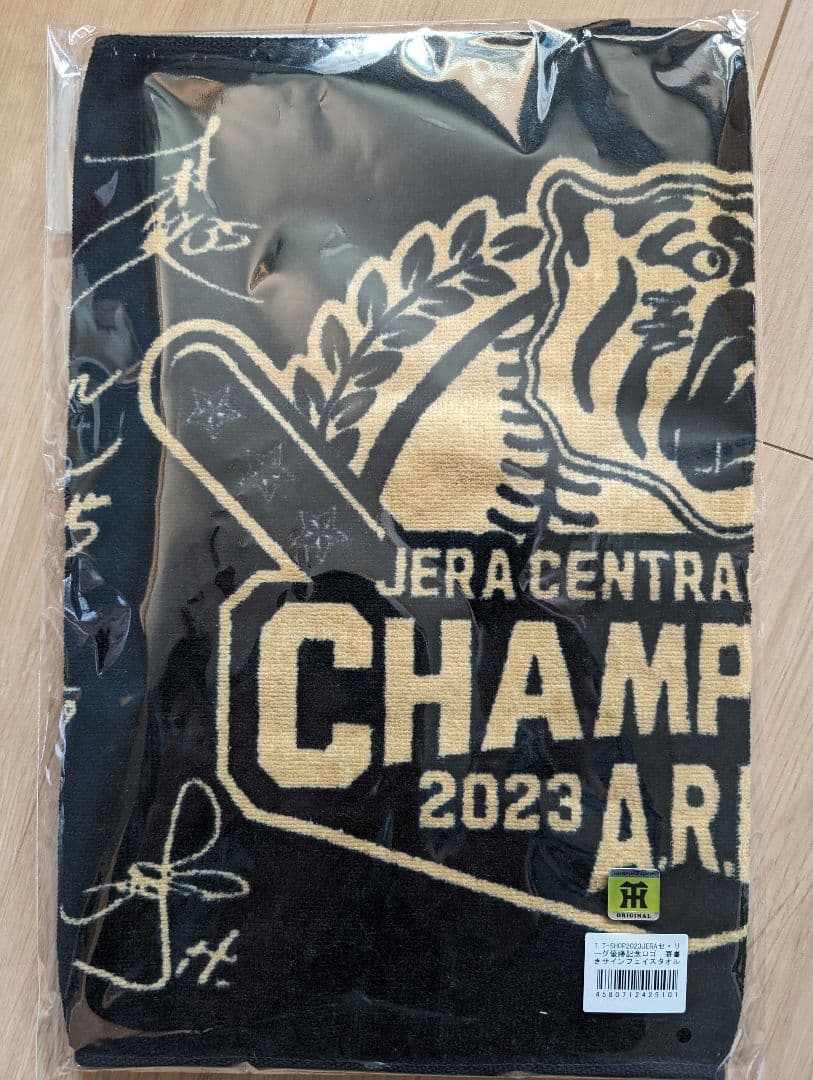 JERA CENTRA
CHAMP
2023 A.R.
ORIGINAL
T7-SHOP2023JERAセ・リ
ーグ優勝記念ロゴ 寄書
きサインフェイスタオル
4580712425101